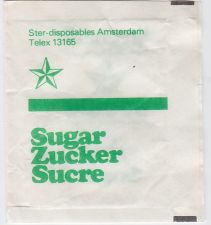 Ster-disposables Amsterdam
Telex 13165
Sugar
Zucker
Sucre